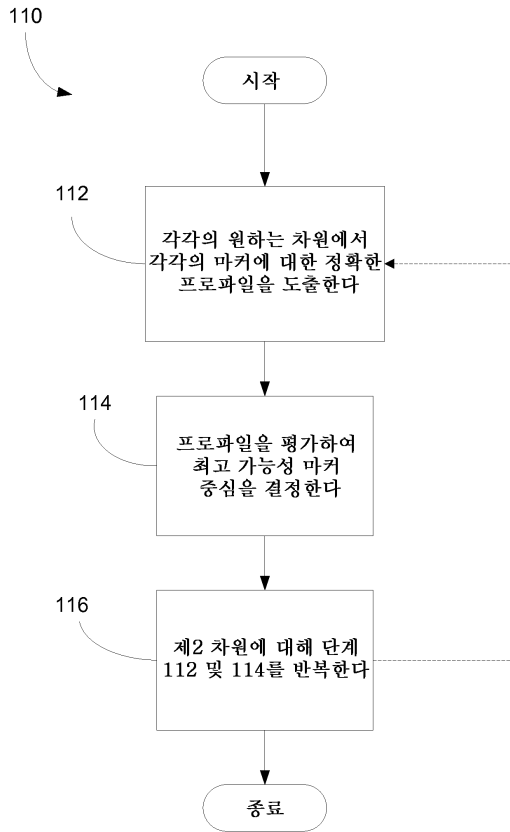 110
시작
112
각각의 원하는 차원에서
각각의 마커에 대한 정확한
프로파일을 도출한다
114
프로파일을 평가하여
최고 가능성 마커
중심을 결정한다
116
제2 차원에 대해 단계
112 및 114를 반복한다
종료